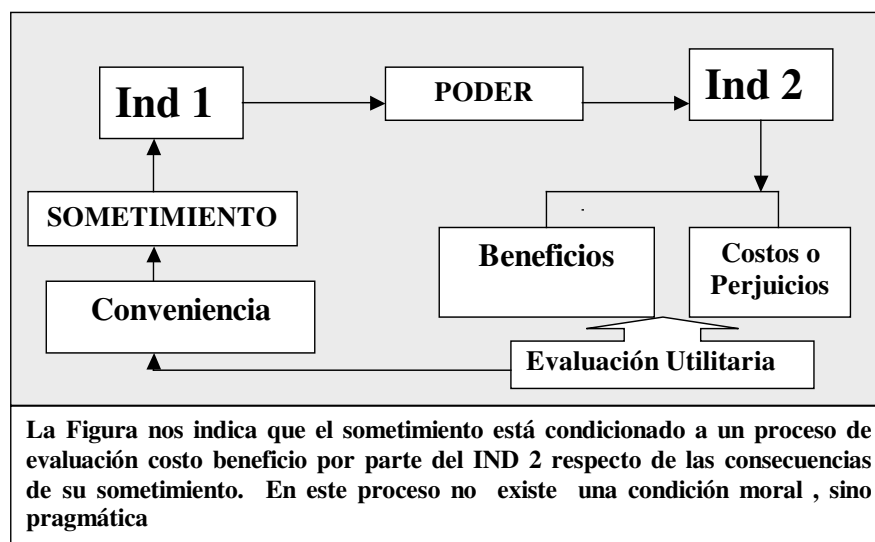 Ind 1
PODER
Ind 2
SOMETIMIENTO
Beneficios
Costos o
Perjuicios
Conveniencia
Evaluación Utilitaria
La Figura nos indica que el sometimiento está condicionado a un proceso de
evaluación costo beneficio por parte del IND 2 respecto de las consecuencias
de su sometimiento. En este proceso no existe una condición moral , sino
pragmática